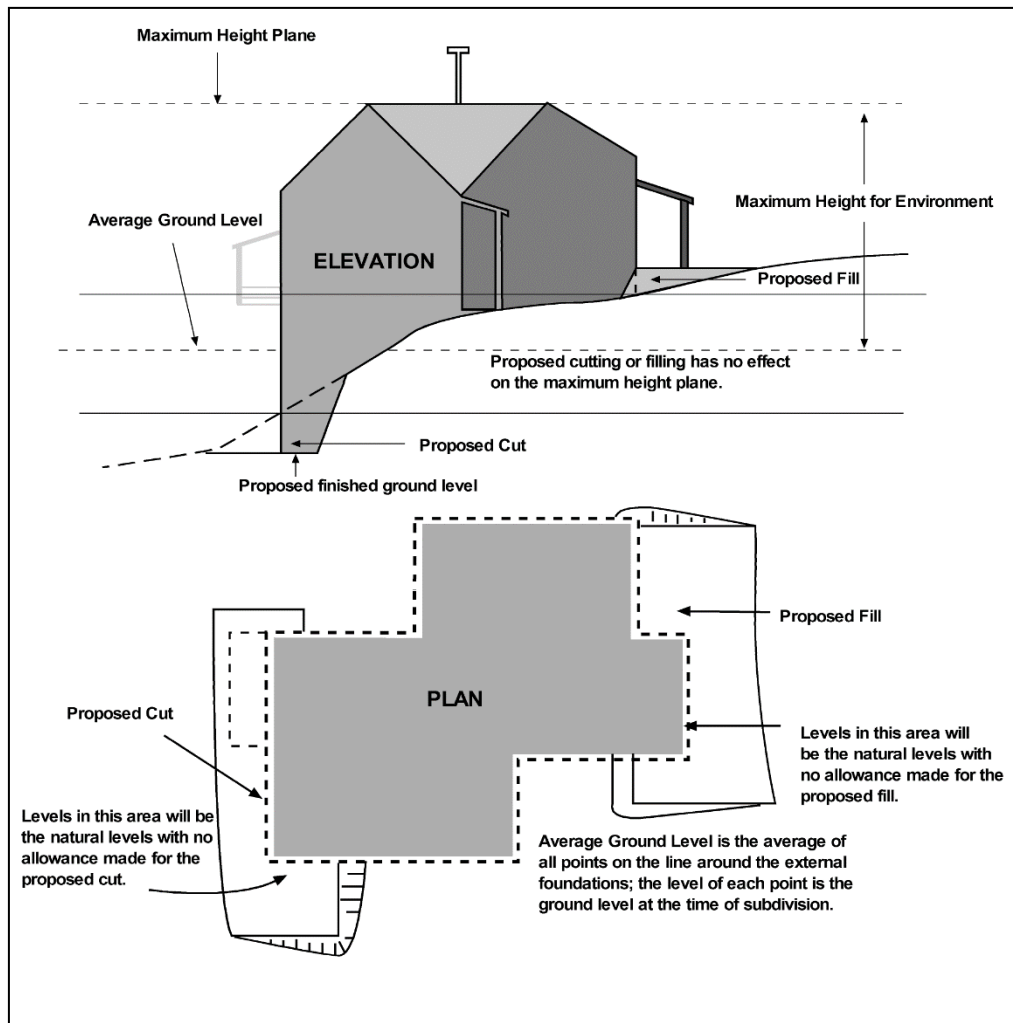 Maximum Height Plane
Maximum Height for Environment
Average Ground Level
ELEVATION
Proposed Fill
Proposed cutting or filling has no effect
on the maximum height plane.
Proposed Cut
Proposed finished ground level
Proposed Fill
PLAN
Proposed Cut
Levels in this area will
be the natural levels with
no allowance made for the
proposed fill.
Levels in this area will be
the natural levels with no
allowance made for the
proposed cut.
Average Ground Level is the average of
all points on the line around the external
foundations; the level of each point is the
ground level at the time of subdivision.